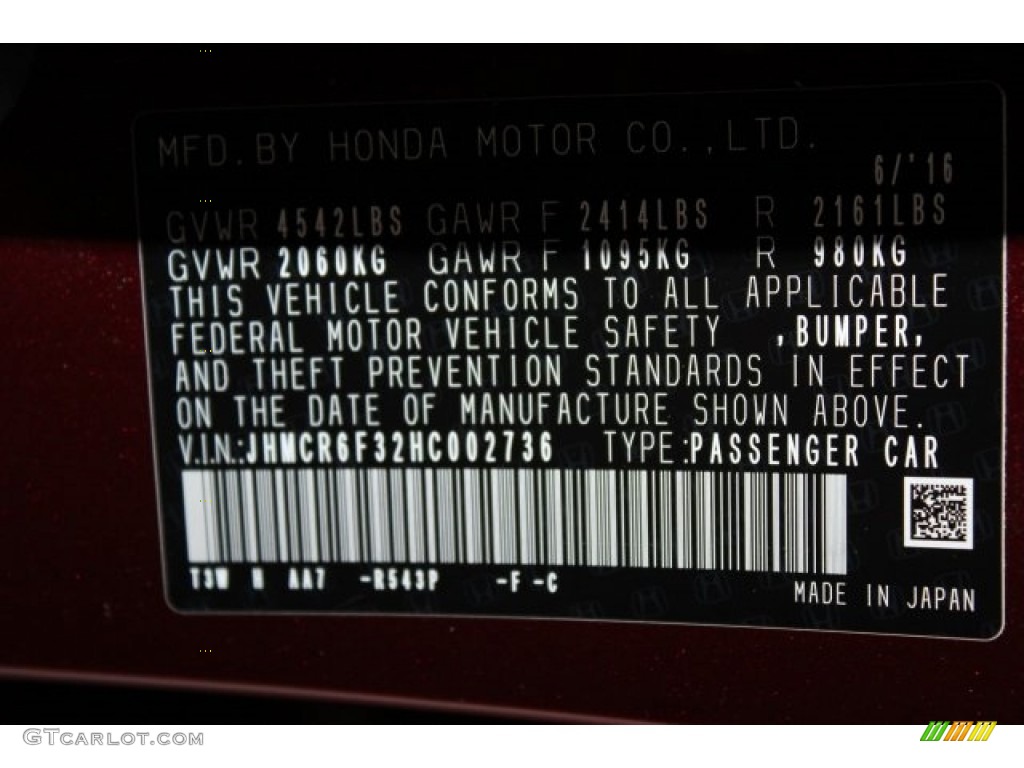 MFD. BY HONDA MOTOR CO., LTD.
6/'16
GVWR 4542LBS GAWR F 2414LBS R 2161LBS
GVWR 2060KG GAWR F 1095KG R 980KG
THIS VEHICLE CONFORMS TO ALL APPLICABLE
FEDERAL MOTOR VEHICLE SAFETY ,BUMPER,
AND THEFT PREVENTION STANDARDS IN EFFECT
ON THE DATE OF MANUFACTURE SHOWN ABOVE.
V.I.N.:JHMCR6F32HC002736 TYPE:PASSENGER CAR
T3W N AA7 -R543P -F -C
MADE IN JAPAN
GTCARLOT.COM